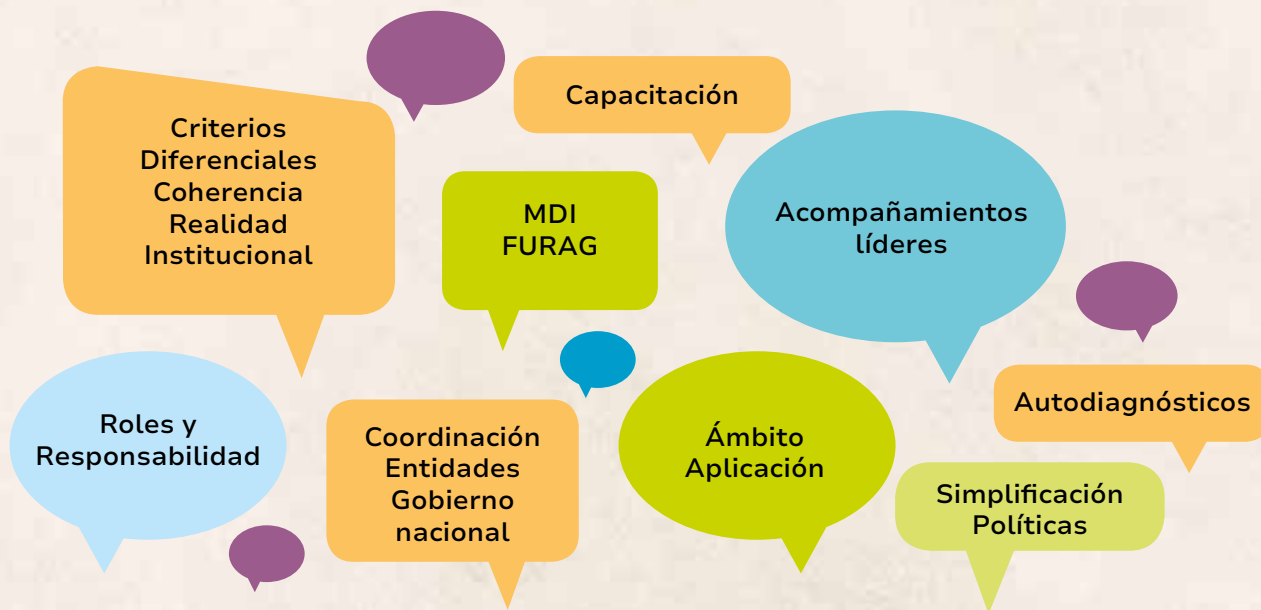 Criterios
Diferenciales
Coherencia
Realidad
Institucional
Capacitación
MDI
FURAG
Acompañamientos
líderes
Roles y
Responsabilidad
Coordinación
Entidades
Gobierno
nacional
Ámbito
Aplicación
Autodiagnósticos
Simplificación
Políticas